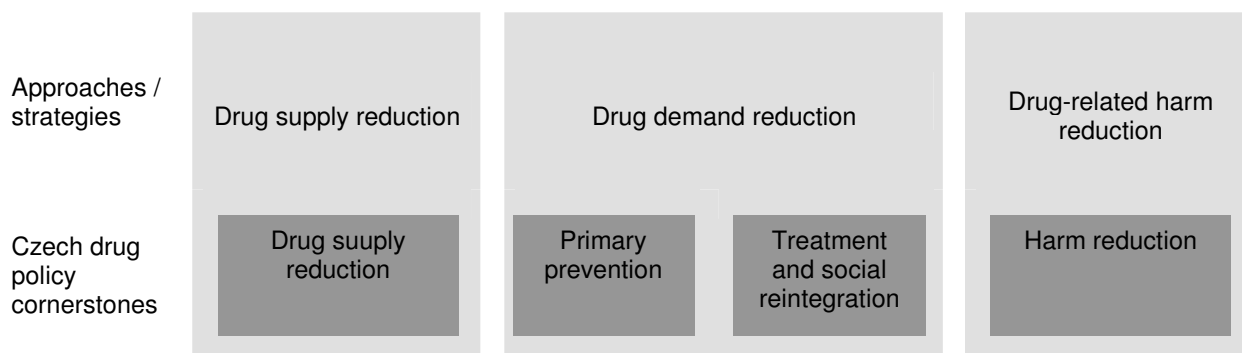 Approaches /
strategies
Drug supply reduction
Drug demand reduction
Drug-related harm
reduction
Czech drug
policy
cornerstones
Drug suuply
reduction
Primary
prevention
Treatment
and social
reintegration
Harm reduction